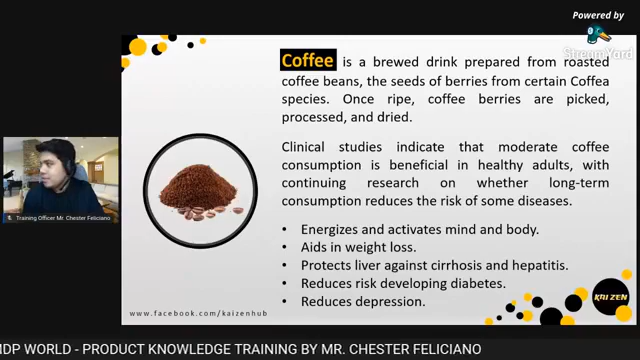 Powered by
StreamYard
Coffee is a brewed drink prepared from roasted
coffee beans, the seeds of berries from certain Coffea
species. Once ripe, coffee berries are picked,
processed, and dried.
Clinical studies indicate that moderate coffee
consumption is beneficial in healthy adults, with
continuing research on whether long-term
consumption reduces the risk of some diseases.
• Energizes and activates mind and body.
• Aids in weight loss.
• Protects liver against cirrhosis and hepatitis.
• Reduces risk developing diabetes.
• Reduces depression.
Training Officer Mr. Chester Feliciano
KAIZEN
www.facebook.com/kaizenhub
MDP WORLD - PRODUCT KNOWLEDGE TRAINING BY MR. CHESTER FELICIANO